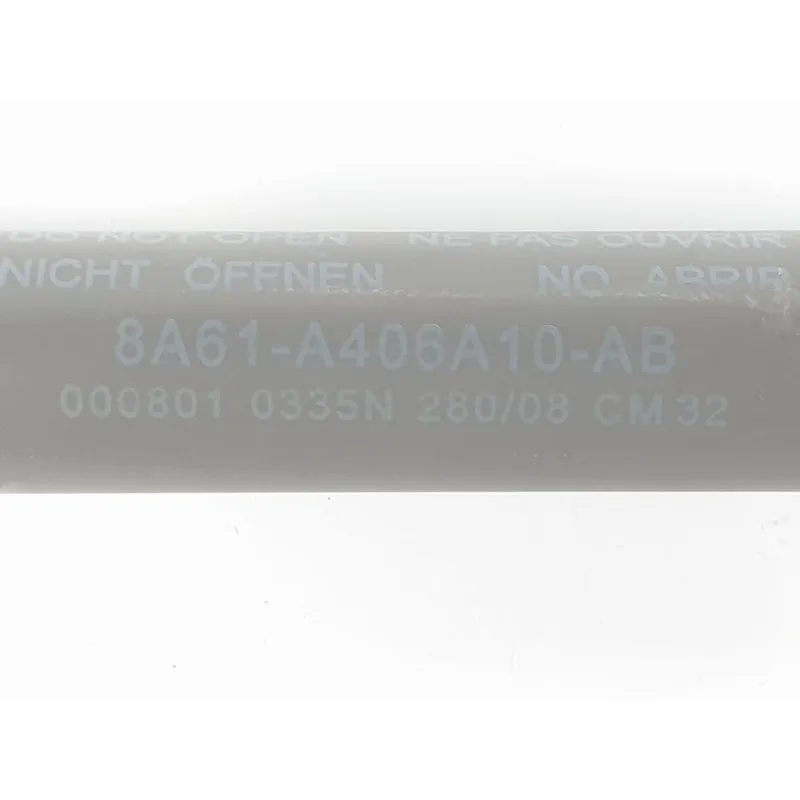 DO NOT OPEN NE PAS OUVRIR
NICHT ÖFFNEN NO ABRIR
8A61-A406A10-AB
000801 0335N 280/08 CM 32